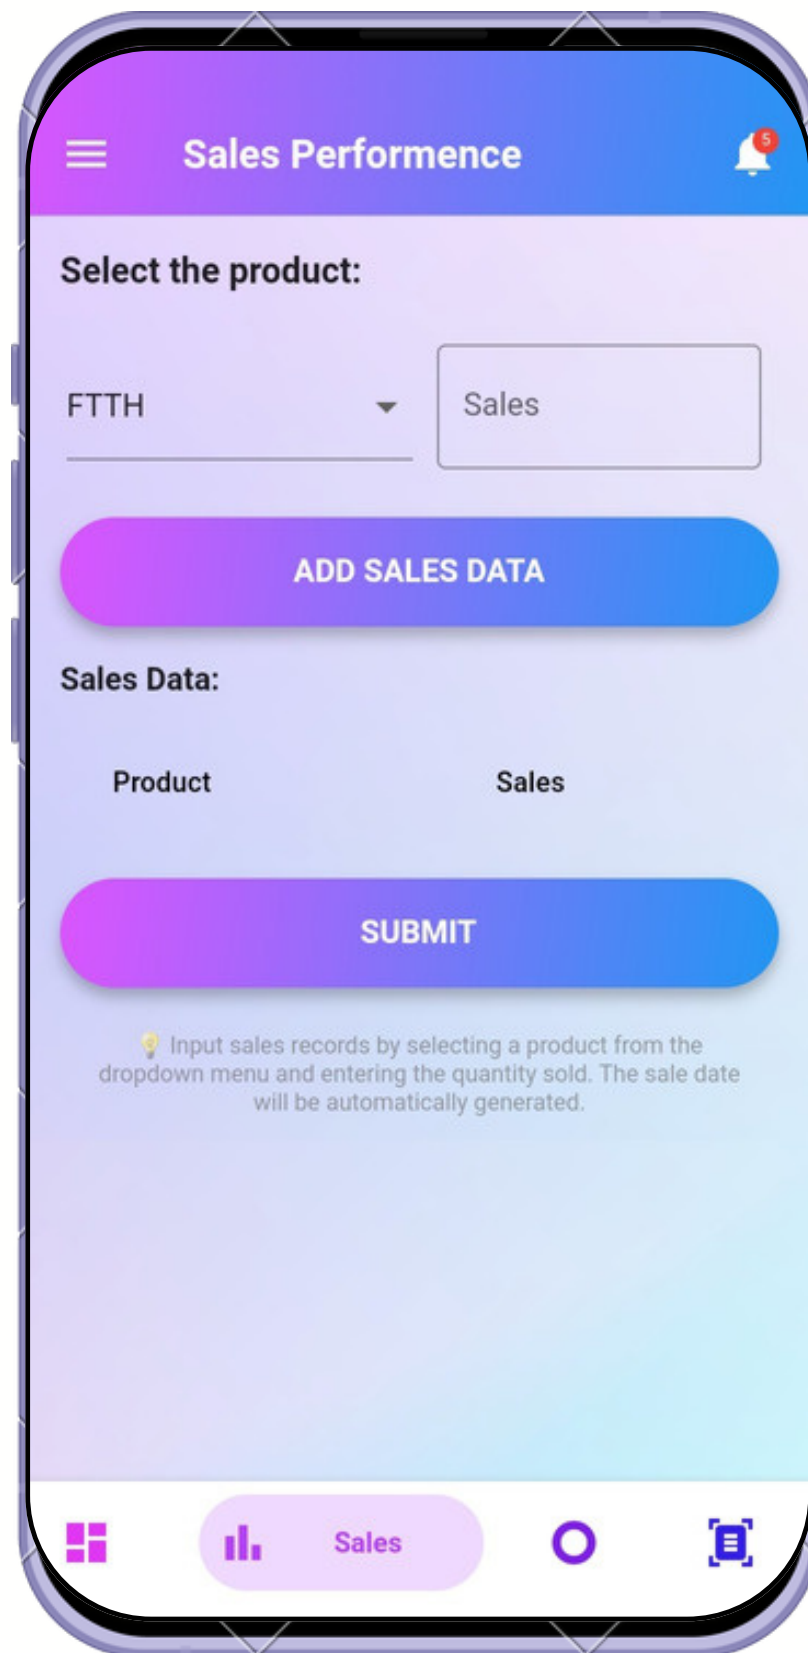 Sales Performence
5
Select the product:
FTTH
Sales
ADD SALES DATA
Sales Data:
Product Sales
SUBMIT
💡 Input sales records by selecting a product from the
dropdown menu and entering the quantity sold. The sale date
will be automatically generated.
Sales